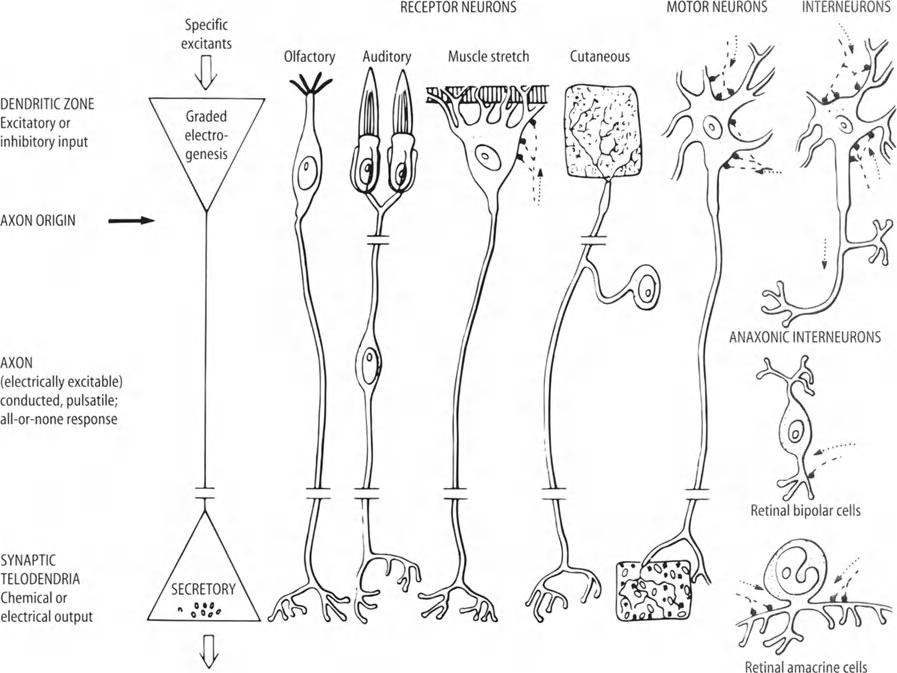 RECEPTOR NEURONS
MOTOR NEURONS
INTERNEURONS
Specific
excitants
Olfactory
Auditory
Muscle stretch
Cutaneous
DENDRITIC ZONE
Excitatory or
inhibitory input
Graded
electro-
genesis
AXON ORIGIN
AXON
(electrically excitable)
conducted, pulsatile;
all-or-none response
ANAXONIC INTERNEURONS
Retinal bipolar cells
SYNAPTIC
TELODENDRIA
Chemical or
electrical output
SECRETORY
Retinal amacrine cells